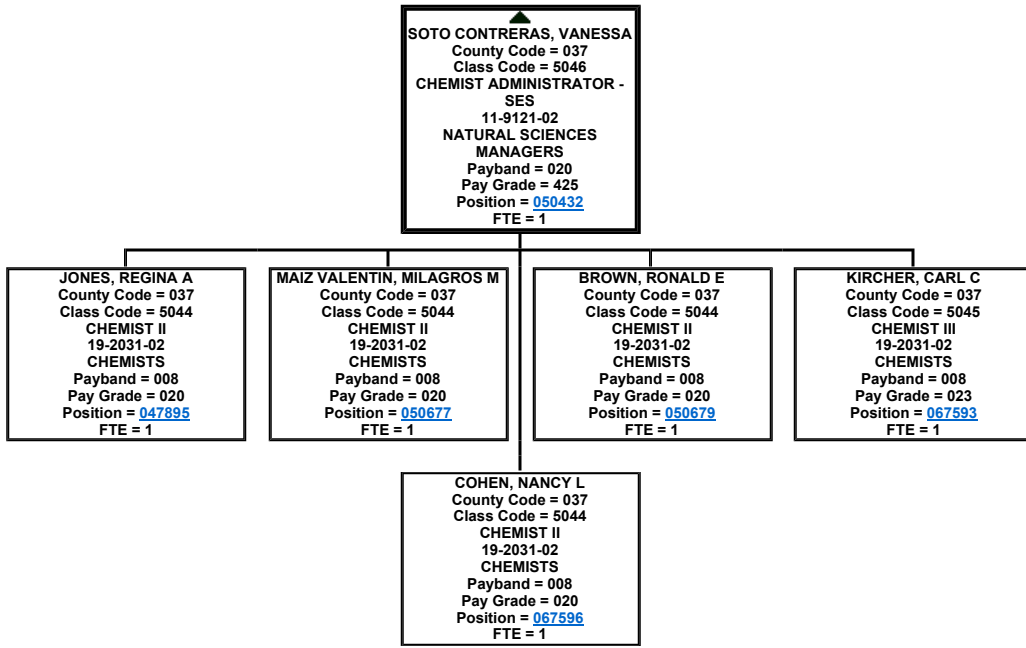 SOTO CONTRERAS, VANESSA
County Code = 037
Class Code = 5046
CHEMIST ADMINISTRATOR -
SES
11-9121-02
NATURAL SCIENCES
MANAGERS
Payband = 020
Pay Grade = 425
Position = 050432
FTE = 1
JONES, REGINA A
County Code = 037
Class Code = 5044
CHEMIST II
19-2031-02
CHEMISTS
Payband = 008
Pay Grade = 020
Position = 047895
FTE = 1
MAIZ VALENTIN, MILAGROS M
County Code = 037
Class Code = 5044
CHEMIST II
19-2031-02
CHEMISTS
Payband = 008
Pay Grade = 020
Position = 050677
FTE = 1
BROWN, RONALD E
County Code = 037
Class Code = 5044
CHEMIST II
19-2031-02
CHEMISTS
Payband = 008
Pay Grade = 020
Position = 050679
FTE = 1
KIRCHER, CARL C
County Code = 037
Class Code = 5045
CHEMIST III
19-2031-02
CHEMISTS
Payband = 008
Pay Grade = 023
Position = 067593
FTE = 1
COHEN, NANCY L
County Code = 037
Class Code = 5044
CHEMIST II
19-2031-02
CHEMISTS
Payband = 008
Pay Grade = 020
Position = 067596
FTE = 1